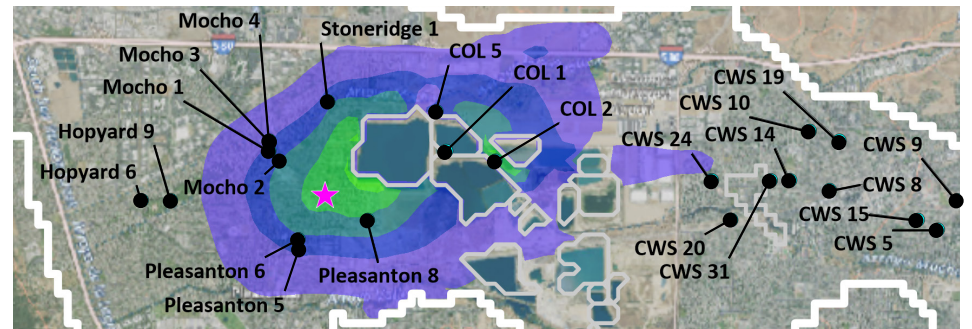 Mocho 4
Stoneridge 1
Mocho 3
COL 5
Mocho 1
COL 1
CWS 19
CWS 10
COL 2
Hopyard 9
CWS 24
CWS 14
CWS 9
Hopyard 6
Mocho 2
CWS 8
CWS 15
CWS 20
CWS 5
CWS 31
Pleasanton 6
Pleasanton 8
Pleasanton 5